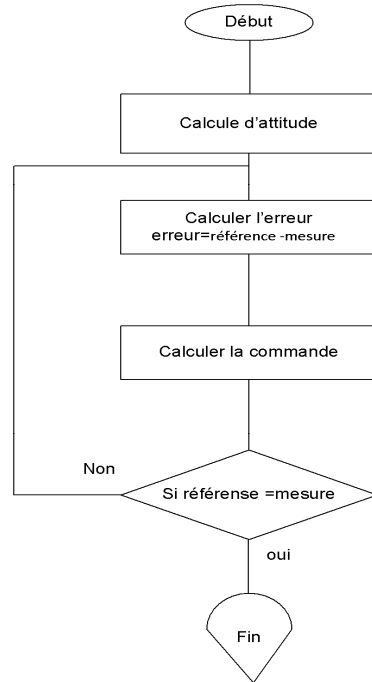 Début
Calcule d'attitude
Calculer l'erreur
erreur=référence -mesure
Calculer la commande
Non
Si référense =mesure
oui
Fin